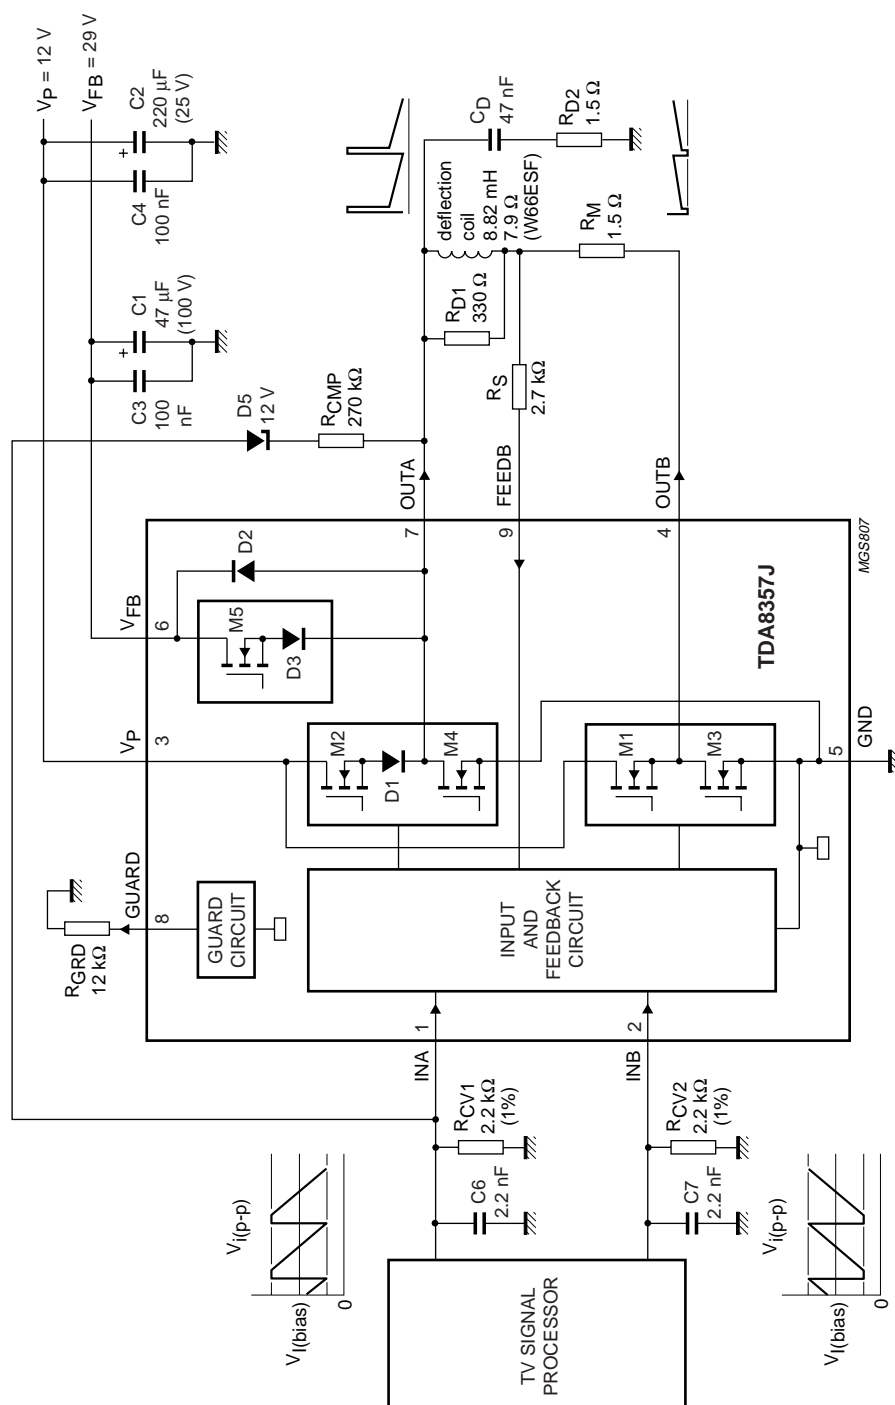 TV SIGNAL
PROCESSOR
VI(bias)
Vi(p-p)
0
VI(bias)
Vi(p-p)
0
C6
2.2 nF
RCV1
2.2 kΩ
(1%)
C7
2.2 nF
RCV2
2.2 kΩ
(1%)
INA
1
INB
2
RGRD
12 kΩ
GUARD
8
GUARD
CIRCUIT
INPUT
AND
FEEDBACK
CIRCUIT
VP
3
M2
D1
M4
M1
M3
GND
5
VFB
6
M5
D3
D2
TDA8357J
MGS807
OUTA
7
FEEDB
9
OUTB
4
D5
12 V
RCMP
270 kΩ
RS
2.7 kΩ
C3
100
nF
C1
47 µF
(100 V)
+
RD1
330 Ω
C4
100 nF
C2
220 µF
(25 V)
+
deflection
coil
8.82 mH
7.9 Ω
(W66ESF)
RM
1.5 Ω
CD
47 nF
RD2
1.5 Ω
VP = 12 V
VFB = 29 V